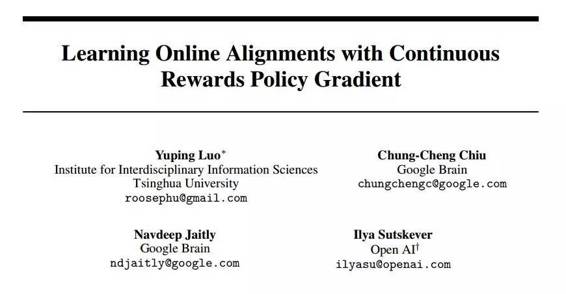 Learning Online Alignments with Continuous
Rewards Policy Gradient
Yuping Luo*
Institute for Interdisciplinary Information Sciences
Tsinghua University
roosephu@gmail.com
Chung-Cheng Chiu
Google Brain
chungchengc@google.com
Navdeep Jaitly
Google Brain
ndjaitly@google.com
Ilya Sutskever
Open AI†
ilyasu@openai.com